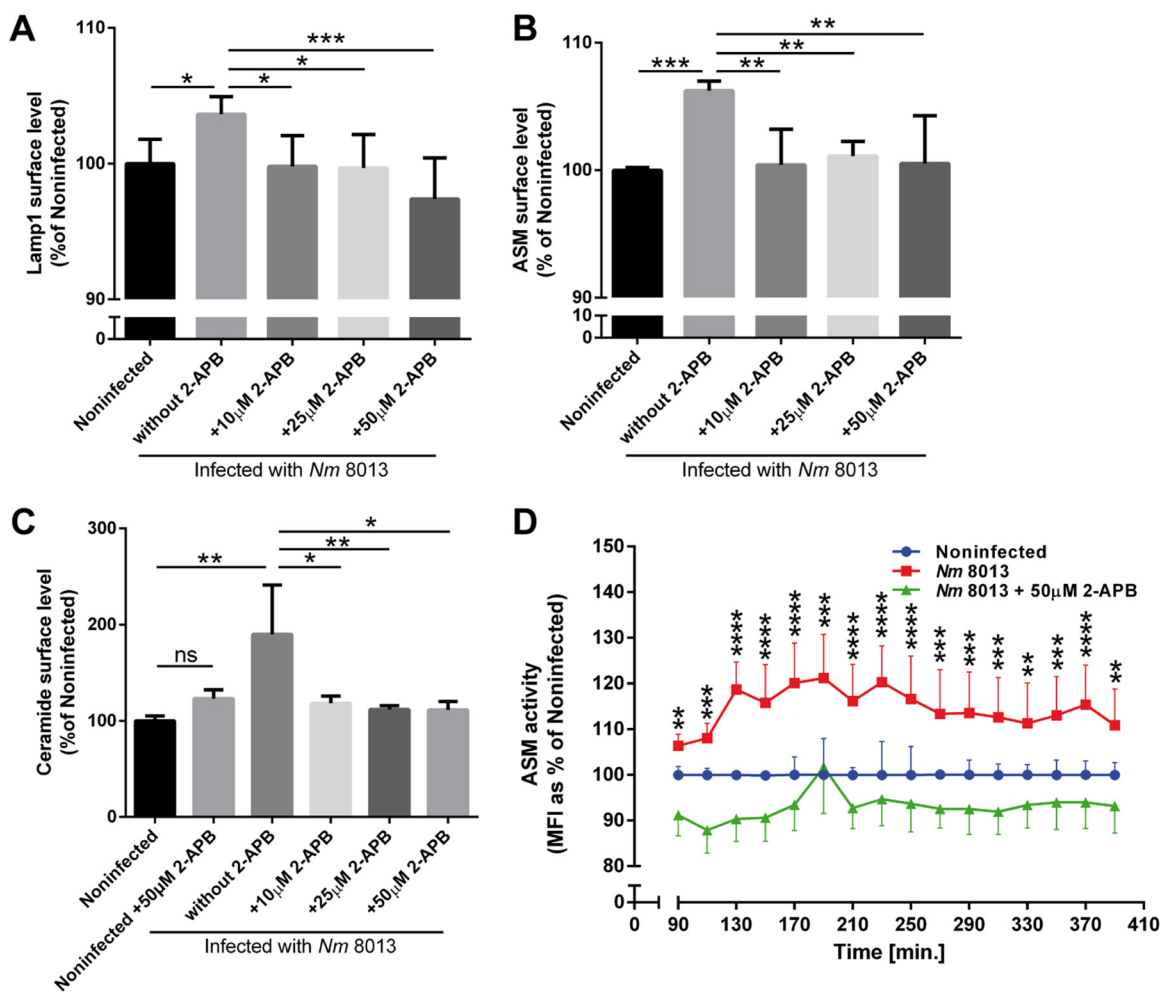 A
Lamp1 surface level
(%of Noninfected)
110
100
90
0
*
*
*
***
Noninfected
without 2-APB
+10μM 2-APB
+25μM 2-APB
+50μM 2-APB
Infected with Nm 8013
B
ASM surface level
(% of Noninfected)
110
100
90
10
0
***
**
**
**
Noninfected
without 2-APB
+10μM 2-APB
+25μM 2-APB
+50μM 2-APB
Infected with Nm 8013
C
Ceramide surface level
(%of Noninfected)
300
200
100
0
ns
**
*
**
*
Noninfected
Noninfected +50μM 2-APB
without 2-APB
+10μM 2-APB
+25μM 2-APB
+50μM 2-APB
Infected with Nm 8013
D
ASM activity
(MFI as % of Noninfected)
150
140
130
120
110
100
90
80
0
Noninfected
Nm 8013
Nm 8013 + 50μM 2-APB
**
***
****
****
****
***
****
****
****
***
***
***
**
***
****
**
0
90
130
170
210
250
290
330
370
410
Time [min.]